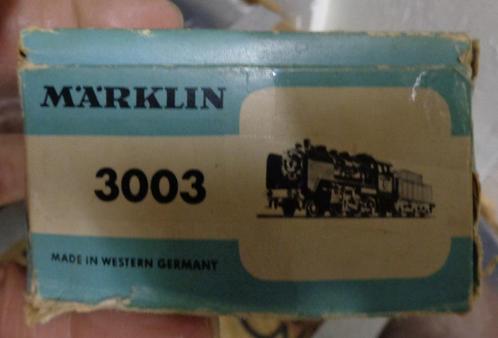 MÄRKLIN
3003
MADE IN WESTERN GERMANY